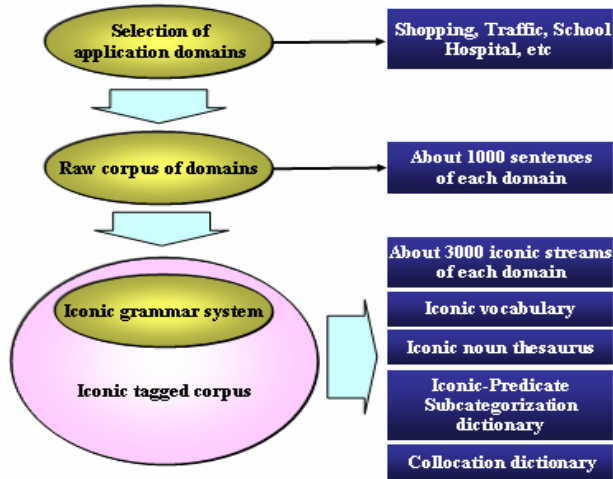 Selection of
application domains
Shopping, Traffic, School
Hospital, etc
Raw corpus of domains
About 1000 sentences
of each domain
Iconic grammar system
Iconic tagged corpus
About 3000 iconic streams
of each domain
Iconic vocabulary
Iconic noun thesaurus
Iconic-Predicate
Subcategorization
dictionary
Collocation dictionary